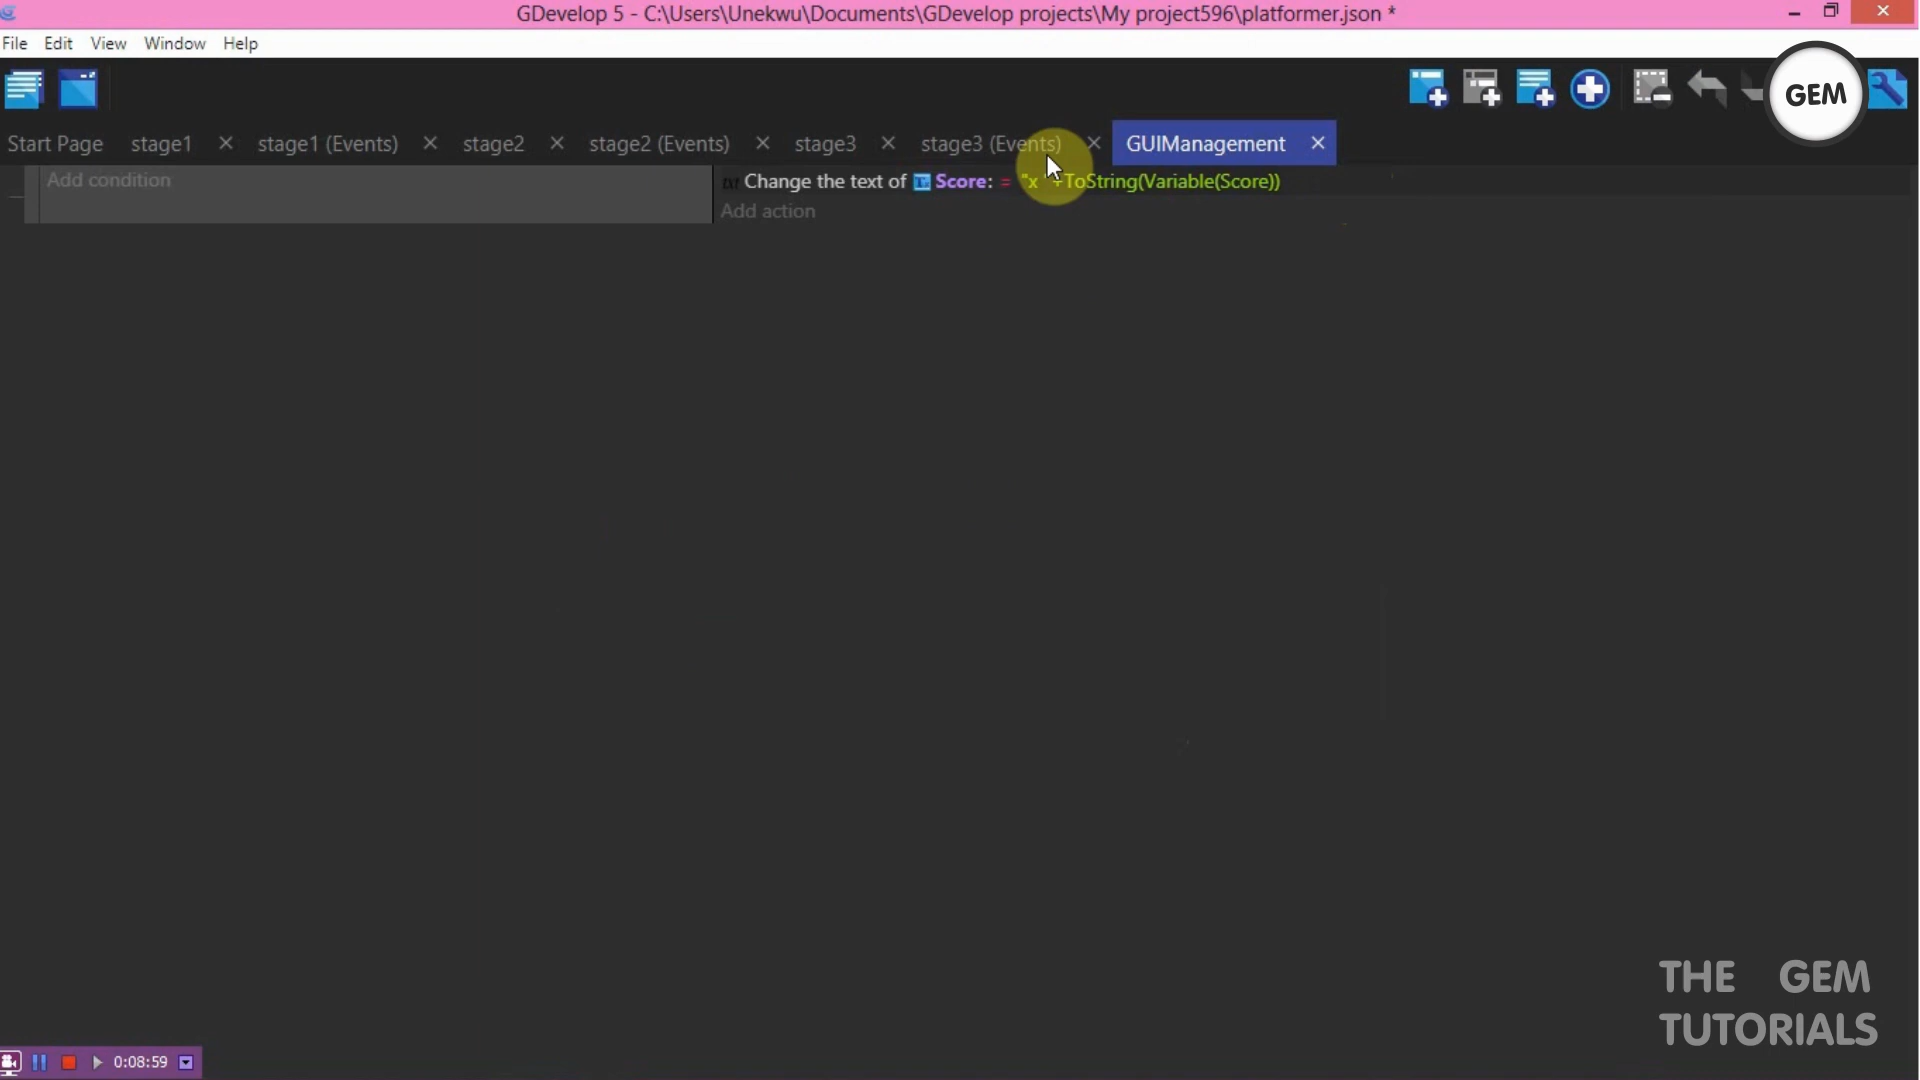 GDevelop 5 - C:\Users\Unekwu\Documents\GDevelop projects\My project596\platformer.json *
File Edit View Window Help
GEM
Start Page stage1 stage1 (Events) stage2 stage2 (Events) stage3 stage3 (Events) GUIManagement
Add condition
Change the text of Score: = "x "+ToString(Variable(Score))
Add action
THE GEM
TUTORIALS
0:08:59